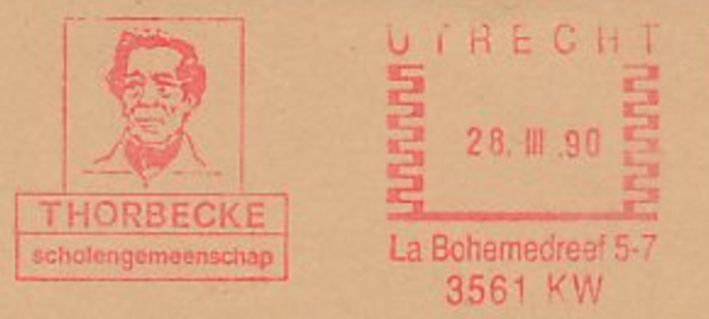 THORBECKE
scholengemeenschap
UTRECHT
28. III .90
La Bohemedreef 5-7
3561 KW